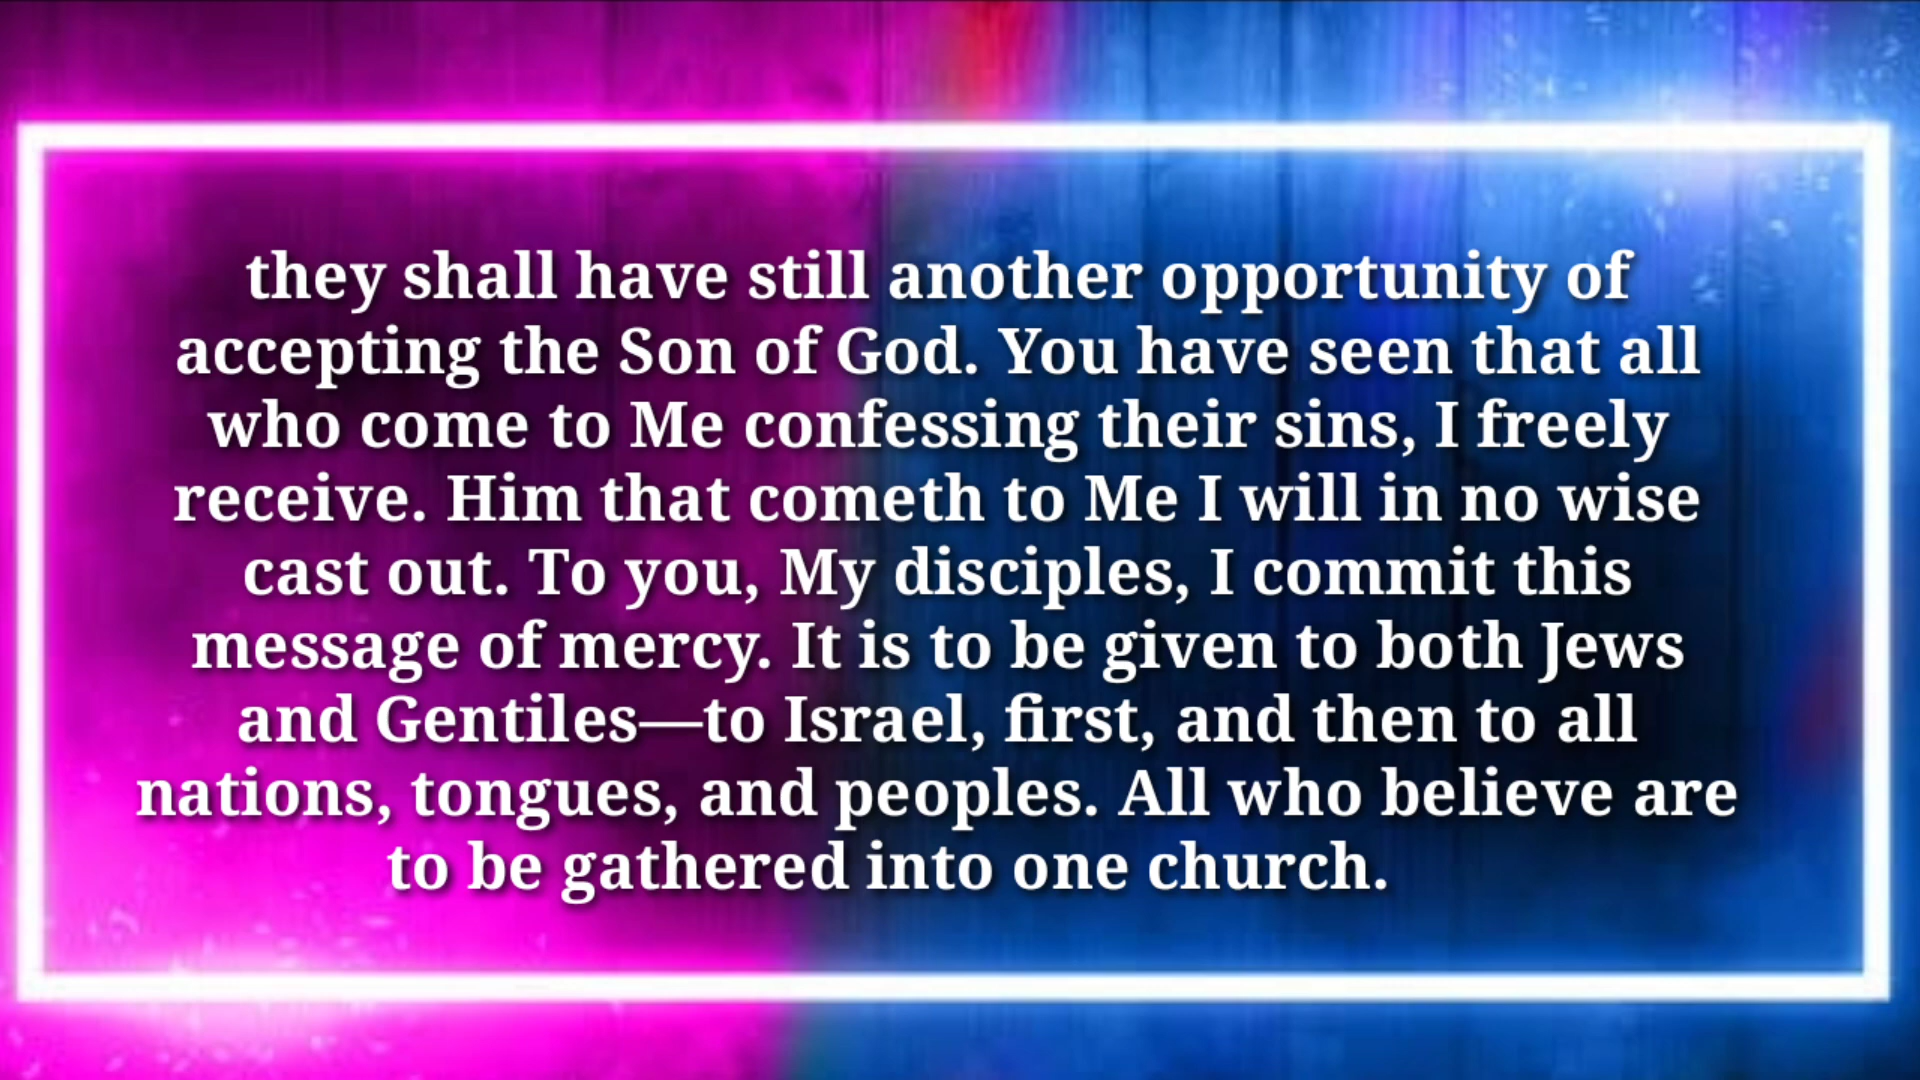 they shall have still another opportunity of
accepting the Son of God. You have seen that all
who come to Me confessing their sins, I freely
receive. Him that cometh to Me I will in no wise
cast out. To you, My disciples, I commit this
message of mercy. It is to be given to both Jews
and Gentiles—to Israel, first, and then to all
nations, tongues, and peoples. All who believe are
to be gathered into one church.